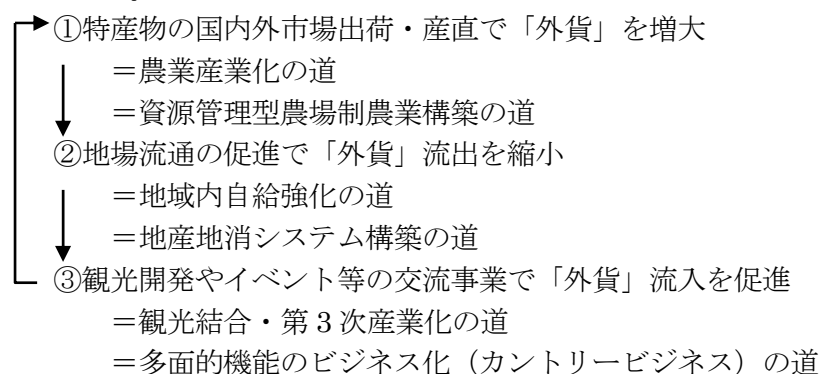 ①特産物の国内外市場出荷・産直で「外貨」を増大
＝農業産業化の道
＝資源管理型農場制農業構築の道
②地場流通の促進で「外貨」流出を縮小
＝地域内自給強化の道
＝地産地消システム構築の道
③観光開発やイベント等の交流事業で「外貨」流入を促進
＝観光結合・第３次産業化の道
＝多面的機能のビジネス化（カントリービジネス）の道